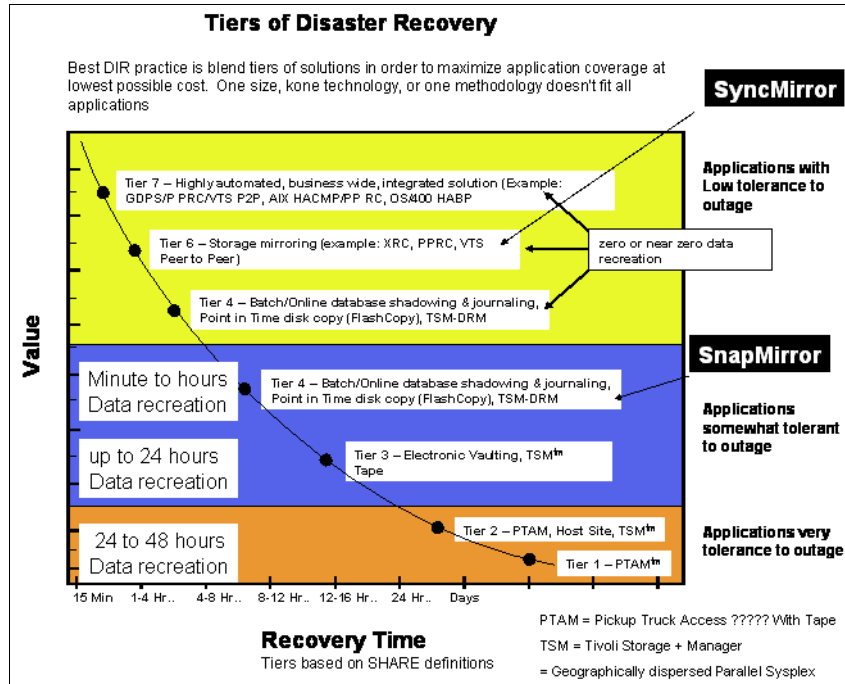 Tiers of Disaster Recovery
Best DIR practice is blend tiers of solutions in order to maximize application coverage at
lowest possible cost. One size, kone technology, or one methodology doesn't fit all
applications
SyncMirror
Applications with
Low tolerance to
outage
Tier 7 – Highly automated, business wide, integrated solution (Example:
GDPS/P PRC/VTS P2P, AIX HACMP/PP RC, OS/400 HABP
Tier 6 – Storage mirroring (example: XRC, PPRC, VTS
Peer to Peer)
zero or near zero data
recreation
Tier 4 – Batch/Online database shadowing & journaling,
Point in Time disk copy (FlashCopy), TSM-DRM
Value
SnapMirror
Minute to hours
Data recreation
Tier 4 – Batch/Online database shadowing & journaling,
Point in Time disk copy (FlashCopy), TSM-DRM
Applications
somewhat tolerant
to outage
up to 24 hours
Data recreation
Tier 3 – Electronic Vaulting, TSM™
Tape
24 to 48 hours
Data recreation
Tier 2 – PTAM, Host Site, TSM™
Tier 1 – PTAM™
Applications very
tolerance to outage
15 Min 1-4 Hr.. 4-8 Hr.. 8-12 Hr.. 12-16 Hr.. 24 Hr.. Days
Recovery Time
Tiers based on SHARE definitions
PTAM = Pickup Truck Access ????? With Tape
TSM = Tivoli Storage + Manager
= Geographically dispersed Parallel Sysplex